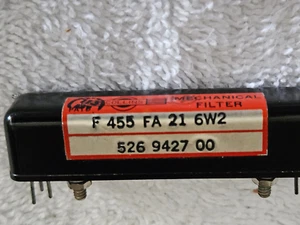 MECHANICAL
FILTER
F 455 FA 21 6W2
526 9427 00